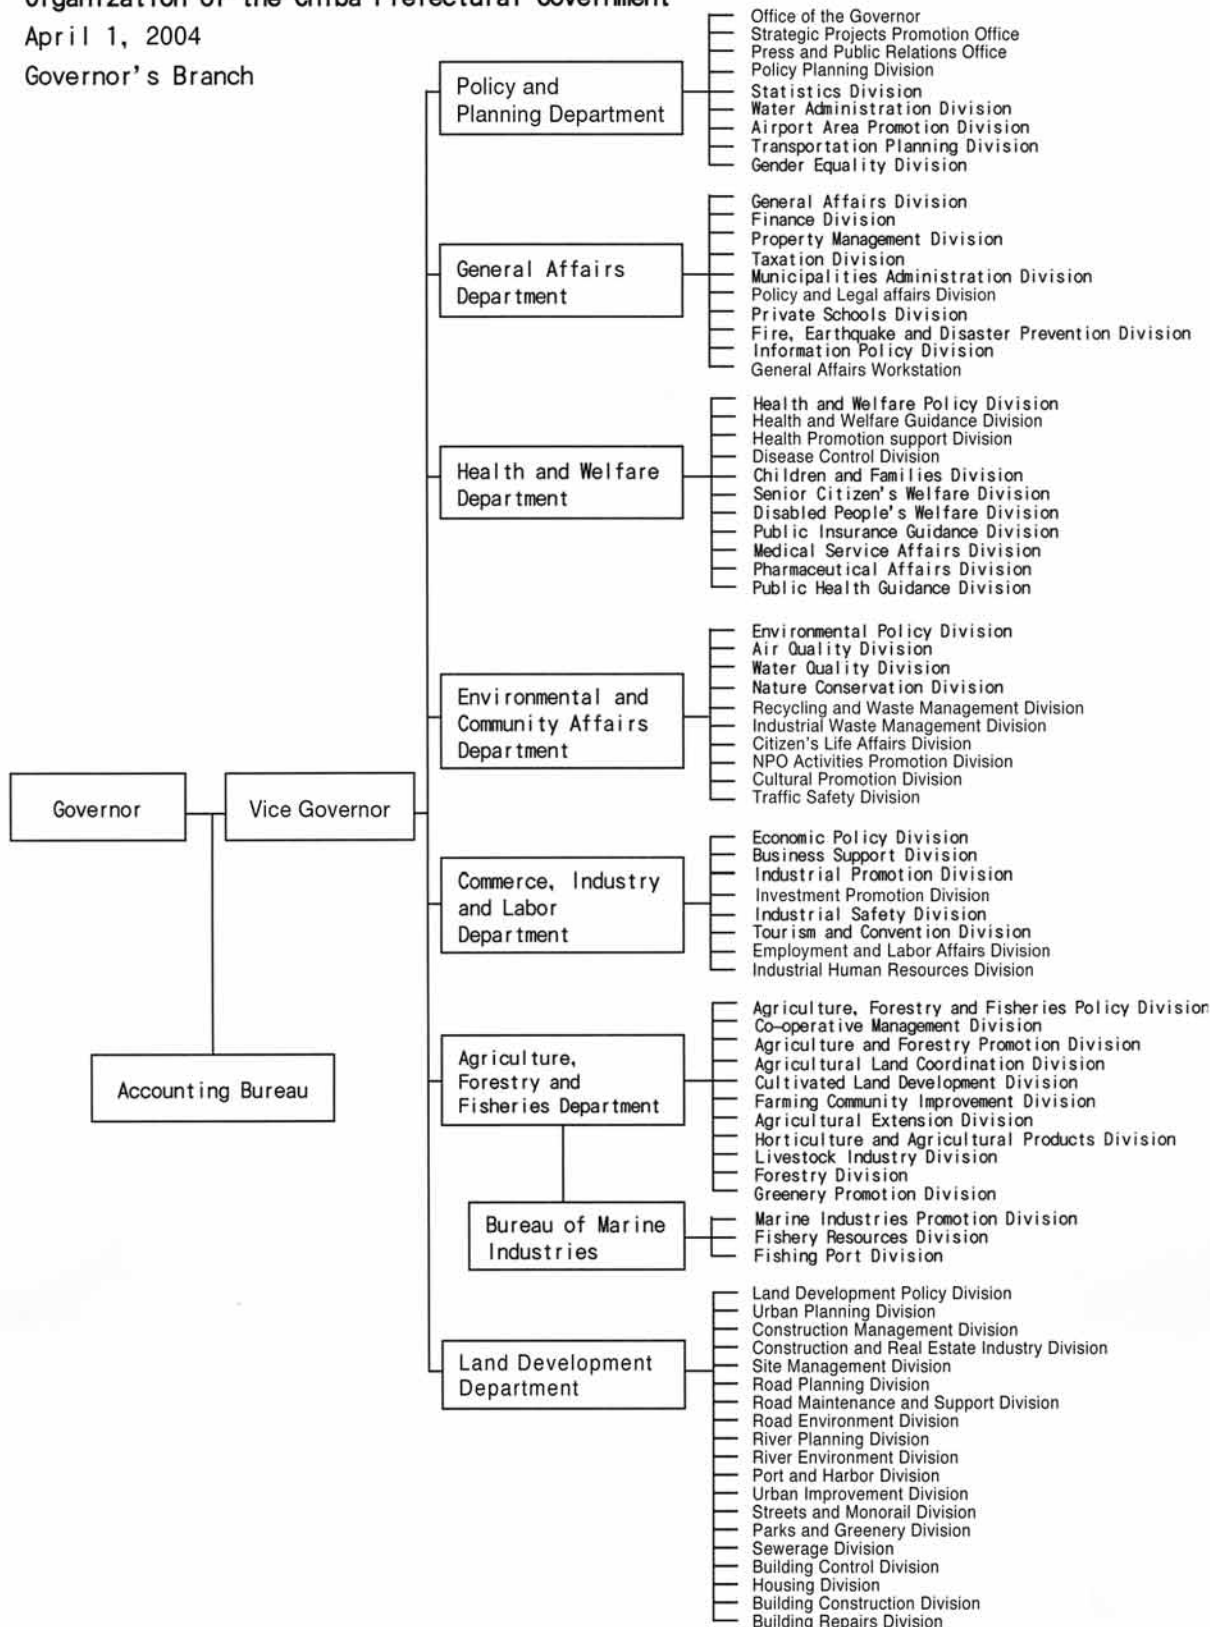 Organization of the Chiba Prefectural Government
April 1, 2004
Governor's Branch
Governor
Vice Governor
Accounting Bureau
Policy and
Planning Department
Office of the Governor
Strategic Projects Promotion Office
Press and Public Relations Office
Policy Planning Division
Statistics Division
Water Administration Division
Airport Area Promotion Division
Transportation Planning Division
Gender Equality Division
General Affairs
Department
General Affairs Division
Finance Division
Property Management Division
Taxation Division
Municipalities Administration Division
Policy and Legal affairs Division
Private Schools Division
Fire, Earthquake and Disaster Prevention Division
Information Policy Division
General Affairs Workstation
Health and Welfare
Department
Health and Welfare Policy Division
Health and Welfare Guidance Division
Health Promotion support Division
Disease Control Division
Children and Families Division
Senior Citizen's Welfare Division
Disabled People's Welfare Division
Public Insurance Guidance Division
Medical Service Affairs Division
Pharmaceutical Affairs Division
Public Health Guidance Division
Environmental and
Community Affairs
Department
Environmental Policy Division
Air Quality Division
Water Quality Division
Nature Conservation Division
Recycling and Waste Management Division
Industrial Waste Management Division
Citizen's Life Affairs Division
NPO Activities Promotion Division
Cultural Promotion Division
Traffic Safety Division
Commerce, Industry
and Labor
Department
Economic Policy Division
Business Support Division
Industrial Promotion Division
Investment Promotion Division
Industrial Safety Division
Tourism and Convention Division
Employment and Labor Affairs Division
Industrial Human Resources Division
Agriculture,
Forestry and
Fisheries Department
Agriculture, Forestry and Fisheries Policy Division
Co-operative Management Division
Agriculture and Forestry Promotion Division
Agricultural Land Coordination Division
Cultivated Land Development Division
Farming Community Improvement Division
Agricultural Extension Division
Horticulture and Agricultural Products Division
Livestock Industry Division
Forestry Division
Greenery Promotion Division
Bureau of Marine
Industries
Marine Industries Promotion Division
Fishery Resources Division
Fishing Port Division
Land Development
Department
Land Development Policy Division
Urban Planning Division
Construction Management Division
Construction and Real Estate Industry Division
Site Management Division
Road Planning Division
Road Maintenance and Support Division
Road Environment Division
River Planning Division
River Environment Division
Port and Harbor Division
Urban Improvement Division
Streets and Monorail Division
Parks and Greenery Division
Sewerage Division
Building Control Division
Housing Division
Building Construction Division
Building Repairs Division